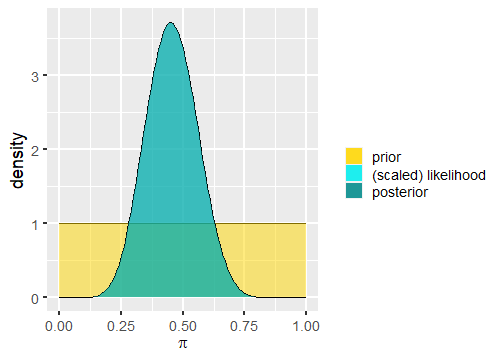 density
3
2
1
0
0.00 0.25 0.50 0.75 1.00
π
prior
(scaled) likelihood
posterior